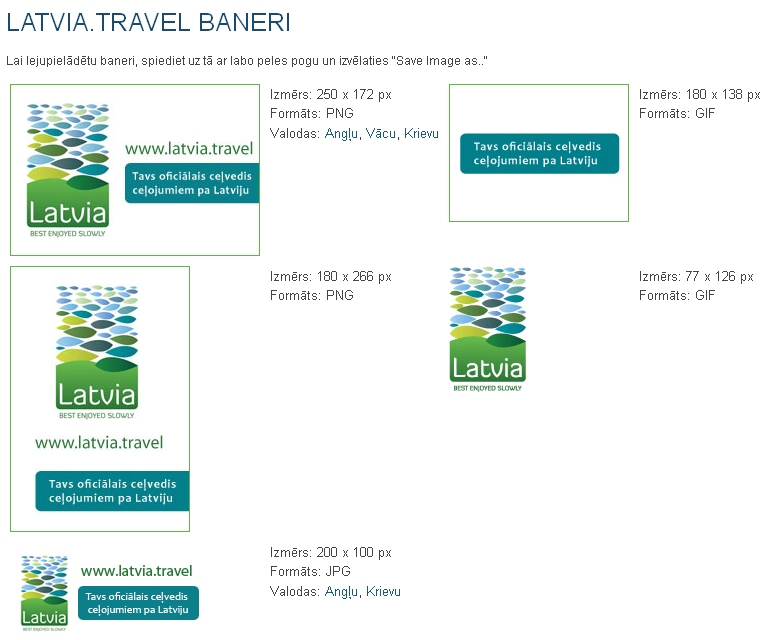 LATVIA.TRAVEL BANERI
Lai lejupielādētu baneri, spiediet uz tā ar labo peles pogu un izvēlaties "Save Image as.."
www.latvia.travel
Tavs oficiālais ceļvedis
ceļojumiem pa Latviju
Latvia
BEST ENJOYED SLOWLY
Izmērs: 250 x 172 px
Formāts: PNG
Valodas: Angļu, Vācu, Krievu
Tavs oficiālais ceļvedis
ceļojumiem pa Latviju
Izmērs: 180 x 138 px
Formāts: GIF
Latvia
BEST ENJOYED SLOWLY
www.latvia.travel
Tavs oficiālais ceļvedis
ceļojumiem pa Latviju
Izmērs: 180 x 266 px
Formāts: PNG
Latvia
BEST ENJOYED SLOWLY
Izmērs: 77 x 126 px
Formāts: GIF
www.latvia.travel
Tavs oficiālais ceļvedis
ceļojumiem pa Latviju
Latvia
BEST ENJOYED SLOWLY
Izmērs: 200 x 100 px
Formāts: JPG
Valodas: Angļu, Krievu